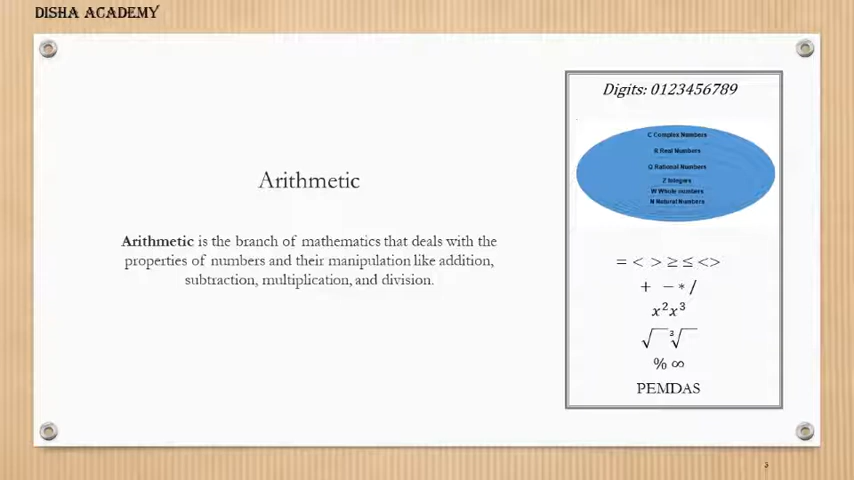 DISHA ACADEMY
Arithmetic
Arithmetic is the branch of mathematics that deals with the
properties of numbers and their manipulation like addition,
subtraction, multiplication, and division.
Digits: 0123456789
C Complex Numbers
R Real Numbers
Q Rational Numbers
Z Integers
W Whole numbers
N Natural Numbers
= < > ≥ ≤ <>
+ − * /
x²x³
√ ∛
% ∞
PEMDAS